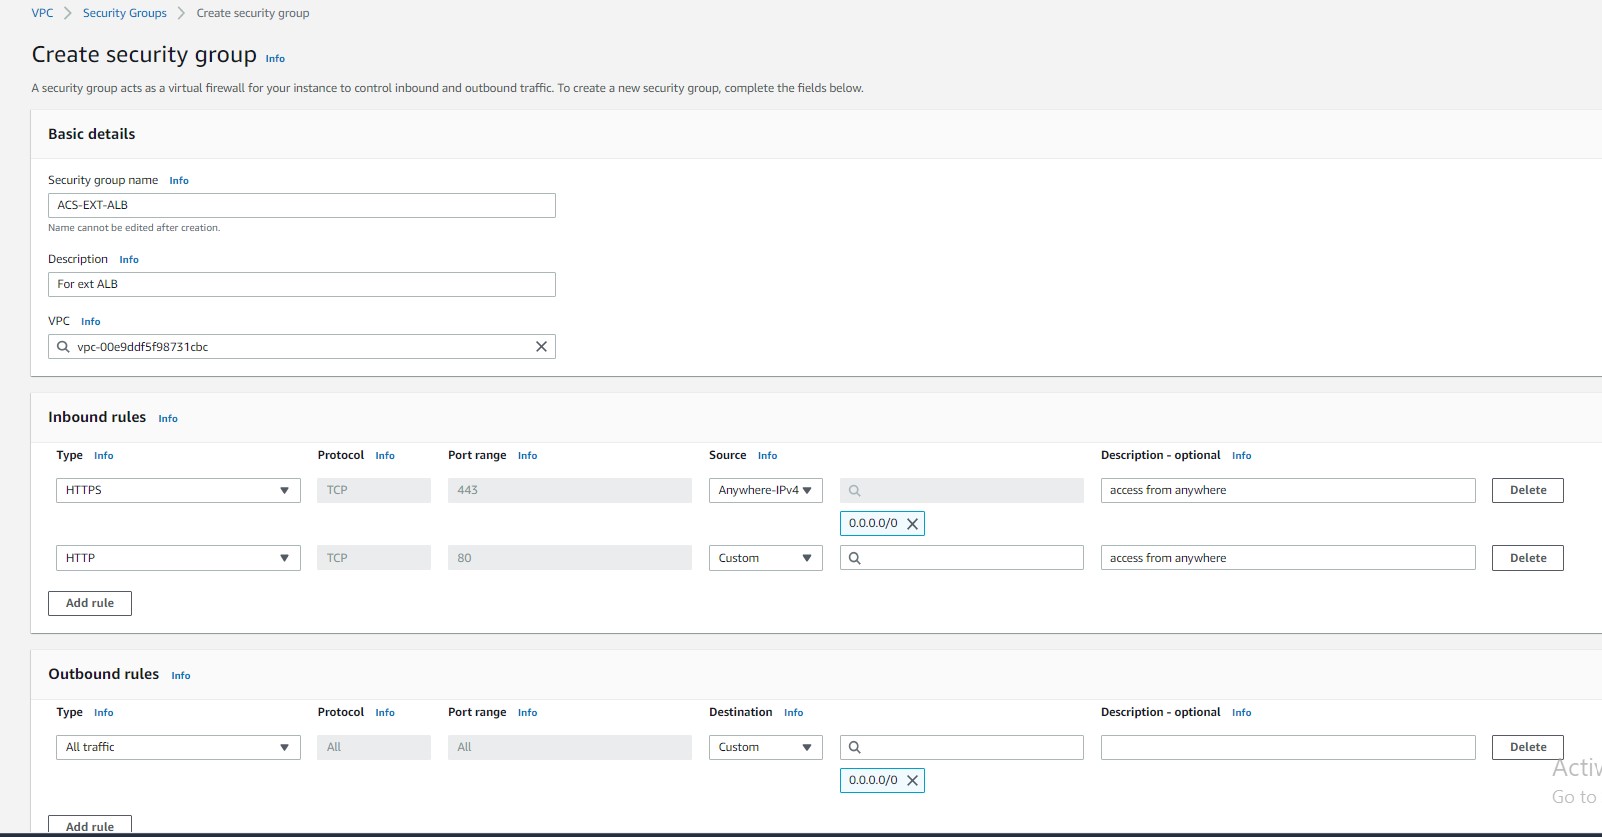 VPC > Security Groups > Create security group
Create security group Info
A security group acts as a virtual firewall for your instance to control inbound and outbound traffic. To create a new security group, complete the fields below.
Basic details
Security group name Info
ACS-EXT-ALB
Name cannot be edited after creation.
Description Info
For ext ALB
VPC Info
vpc-00e9ddf5f98731cbc
Inbound rules Info
Type Info Protocol Info Port range Info Source Info Description - optional Info
HTTPS TCP 443 Anywhere-IPv4 access from anywhere Delete
0.0.0.0/0
HTTP TCP 80 Custom access from anywhere Delete
Add rule
Outbound rules Info
Type Info Protocol Info Port range Info Destination Info Description - optional Info
All traffic All All Custom Delete
0.0.0.0/0
Add rule
Go to